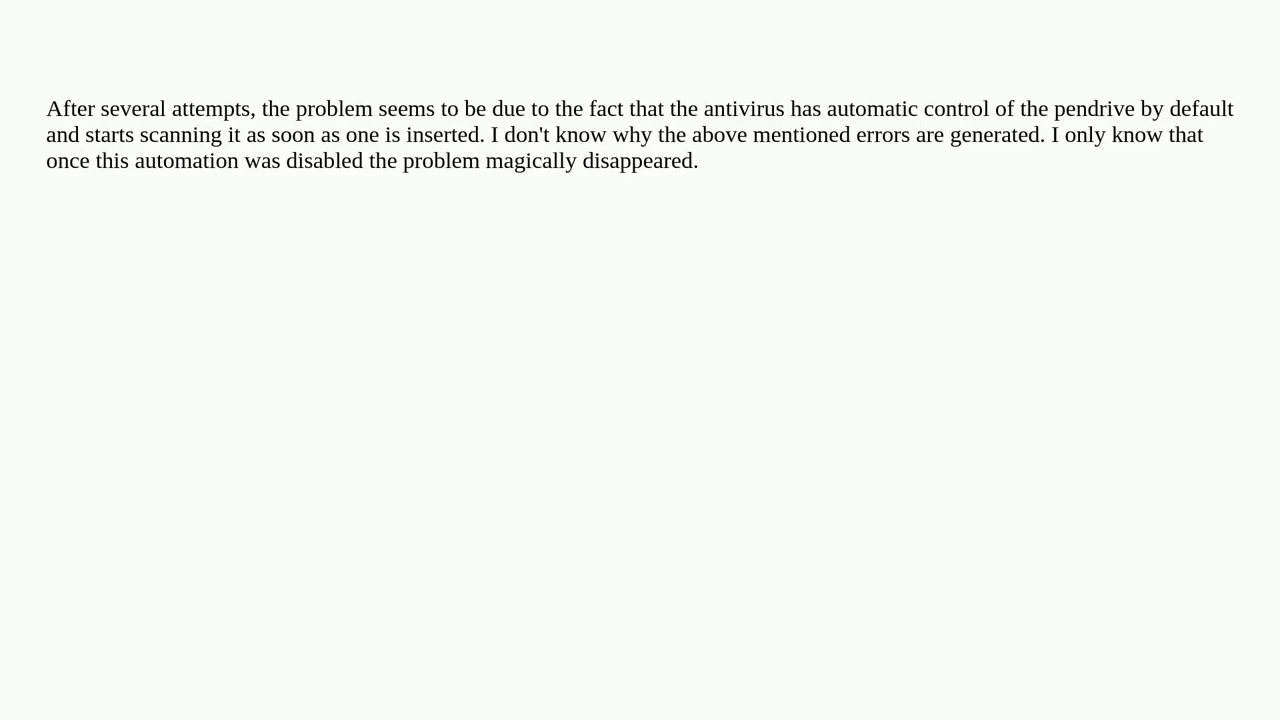 After several attempts, the problem seems to be due to the fact that the antivirus has automatic control of the pendrive by default
and starts scanning it as soon as one is inserted. I don't know why the above mentioned errors are generated. I only know that
once this automation was disabled the problem magically disappeared.